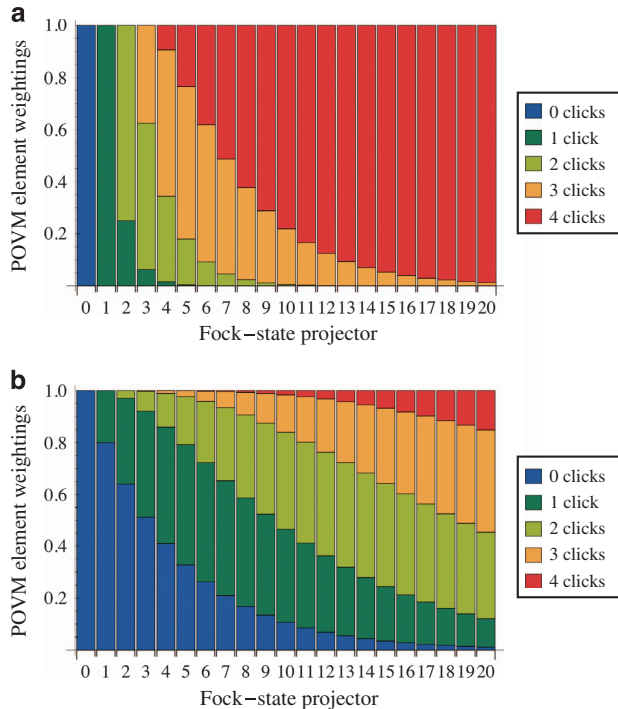 a
1.0
0.8
0.6
0.4
0.2
POVM element weightings
0 1 2 3 4 5 6 7 8 9 10 11 12 13 14 15 16 17 18 19 20
Fock–state projector
0 clicks
1 click
2 clicks
3 clicks
4 clicks
b
1.0
0.8
0.6
0.4
0.2
POVM element weightings
0 1 2 3 4 5 6 7 8 9 10 11 12 13 14 15 16 17 18 19 20
Fock–state projector
0 clicks
1 click
2 clicks
3 clicks
4 clicks